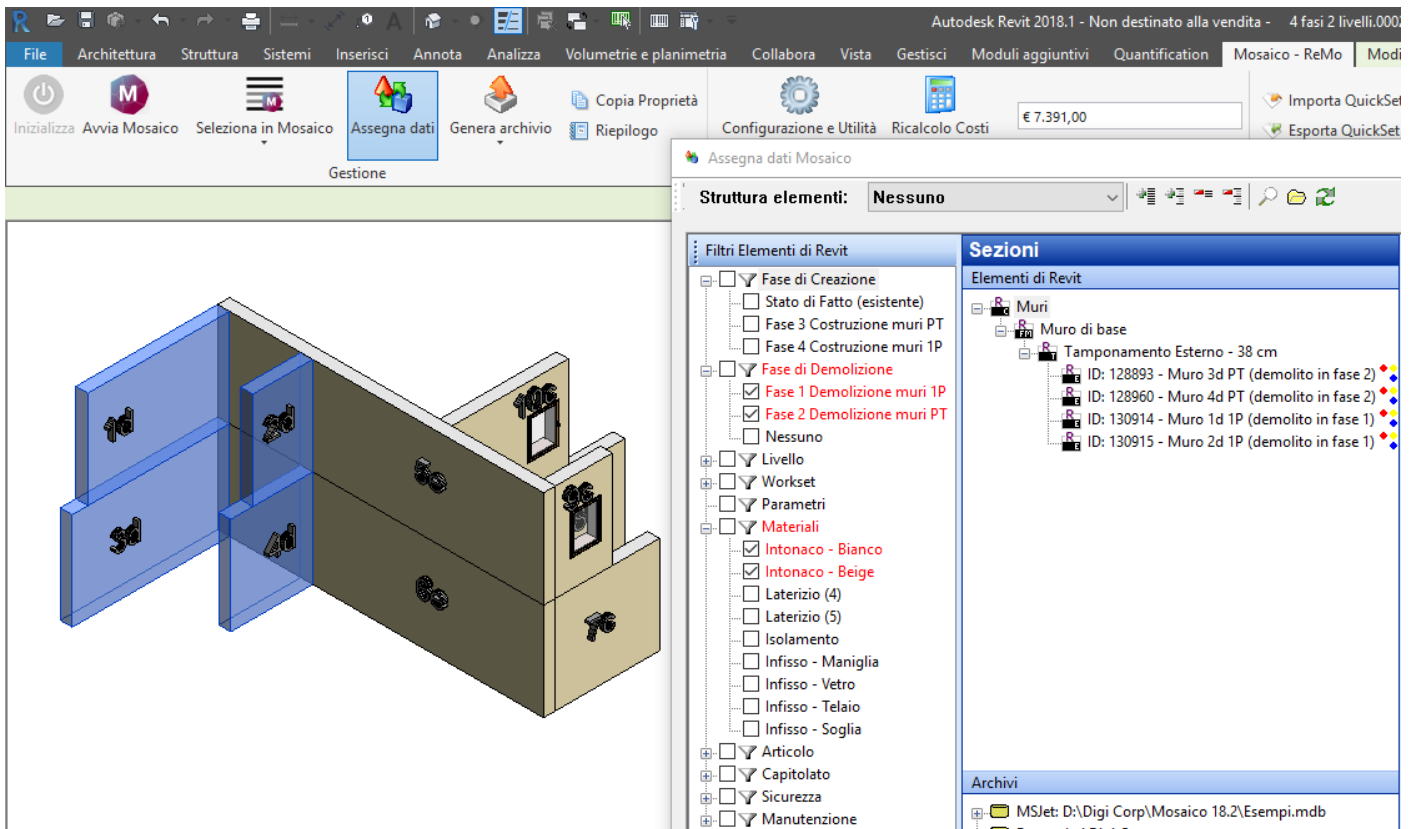 Autodesk Revit 2018.1 - Non destinato alla vendita - 4 fasi 2 livelli.0002
File Architettura Struttura Sistemi Inserisci Annota Analizza Volumetrie e planimetria Collabora Vista Gestisci Moduli aggiuntivi Quantification Mosaico - ReMo Modi
Inizializza Avvia Mosaico Seleziona in Mosaico Assegna dati Genera archivio
Copia Proprietà
Riepilogo
Configurazione e Utilità Ricalcolo Costi
€ 7.391,00
Importa QuickSet
Esporta QuickSet
Gestione
Assegna dati Mosaico
Struttura elementi: Nessuno
Filtri Elementi di Revit
Fase di Creazione
Stato di Fatto (esistente)
Fase 3 Costruzione muri PT
Fase 4 Costruzione muri 1P
Fase di Demolizione
Fase 1 Demolizione muri 1P
Fase 2 Demolizione muri PT
Nessuno
Livello
Workset
Parametri
Materiali
Intonaco - Bianco
Intonaco - Beige
Laterizio (4)
Laterizio (5)
Isolamento
Infisso - Maniglia
Infisso - Vetro
Infisso - Telaio
Infisso - Soglia
Articolo
Capitolato
Sicurezza
Manutenzione
Sezioni
Elementi di Revit
Muri
Muro di base
Tamponamento Esterno - 38 cm
ID: 128893 - Muro 3d PT (demolito in fase 2)
ID: 128960 - Muro 4d PT (demolito in fase 2)
ID: 130914 - Muro 1d 1P (demolito in fase 1)
ID: 130915 - Muro 2d 1P (demolito in fase 1)
Archivi
MSJet: D:\Digi Corp\Mosaico 18.2\Esempi.mdb
1d
2d
3d
4d
10c
9c
7c